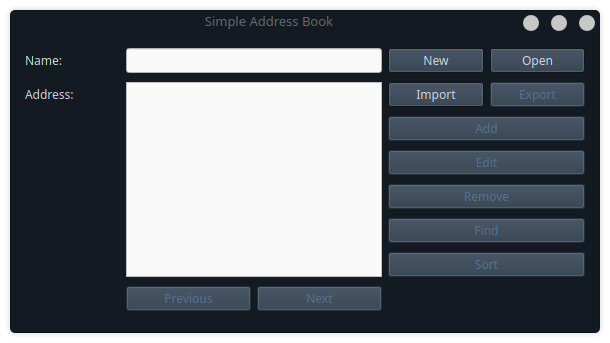 Simple Address Book
Name:
New
Open
Address:
Import
Export
Add
Edit
Remove
Find
Sort
Previous
Next